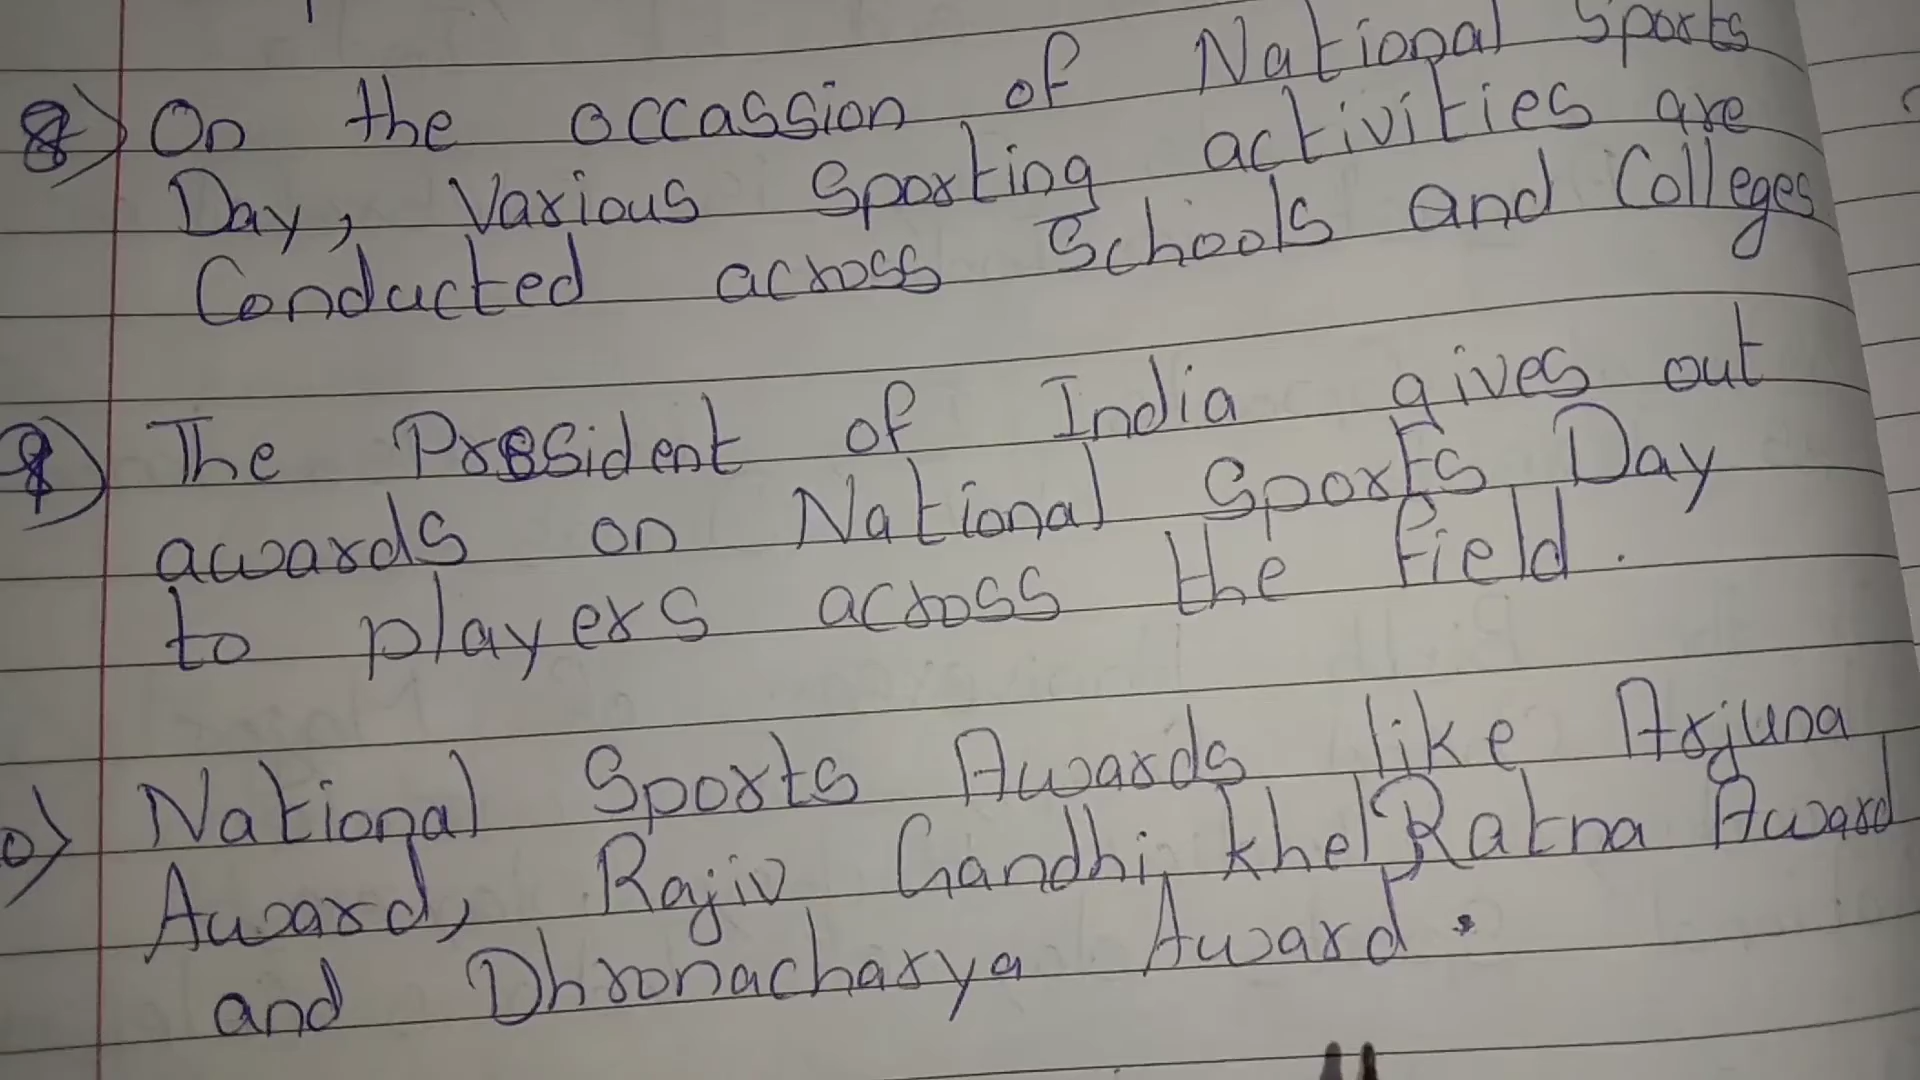 8) On the occassion of National Sports
Day, Various Sporting activities are
Conducted across Schools and Colleges
9) The President of India gives out
awards on National Sports Day
to players across the field.
0) National Sports Awards like Arjuna
Award, Rajiv Gandhi khel Ratna Award
and Dhronacharya Award.